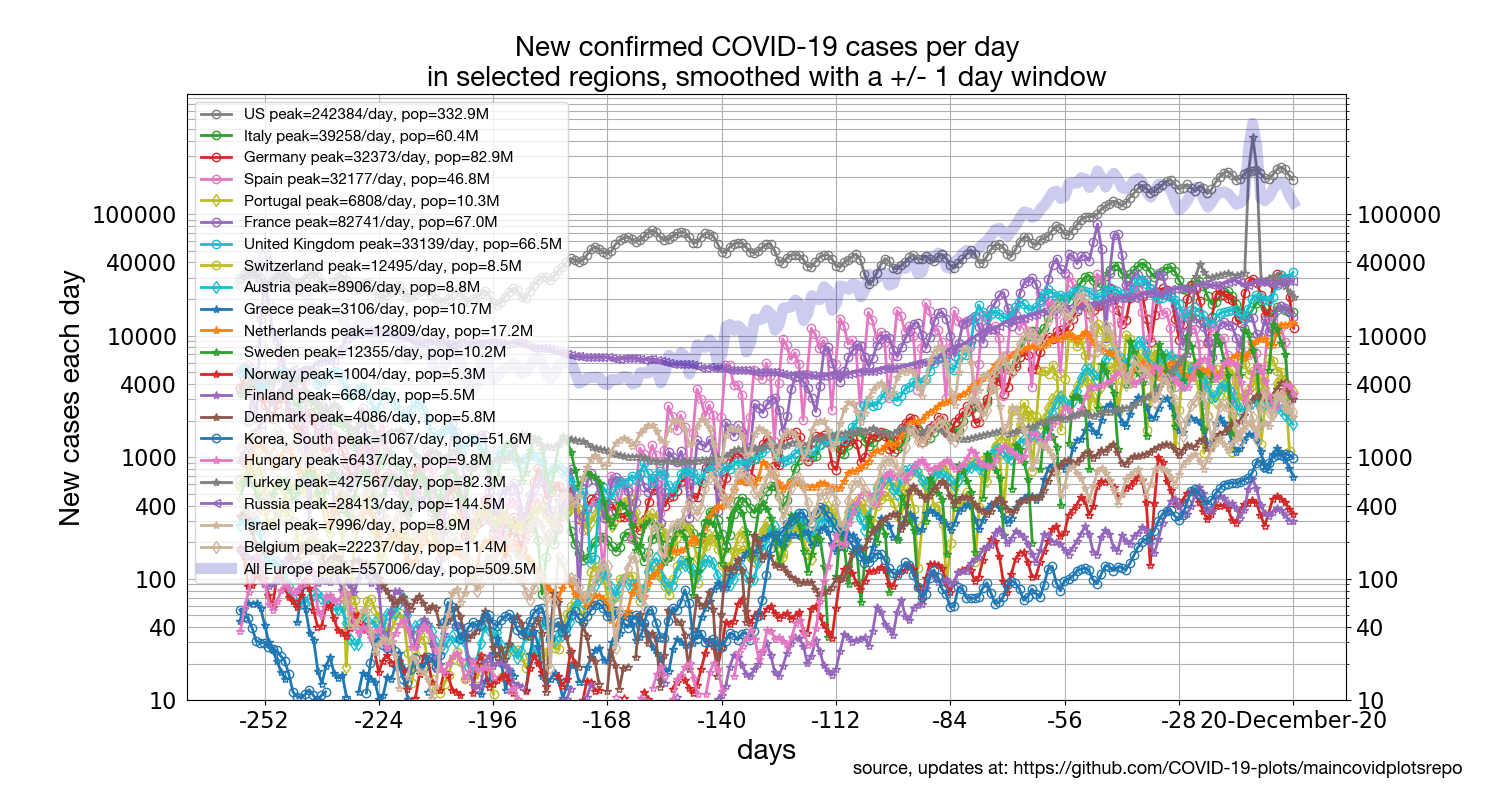 New confirmed COVID-19 cases per day
in selected regions, smoothed with a +/- 1 day window
US peak=242384/day, pop=332.9M
Italy peak=39258/day, pop=60.4M
Germany peak=32373/day, pop=82.9M
Spain peak=32177/day, pop=46.8M
Portugal peak=6808/day, pop=10.3M
France peak=82741/day, pop=67.0M
United Kingdom peak=33139/day, pop=66.5M
Switzerland peak=12495/day, pop=8.5M
Austria peak=8906/day, pop=8.8M
Greece peak=3106/day, pop=10.7M
Netherlands peak=12809/day, pop=17.2M
Sweden peak=12355/day, pop=10.2M
Norway peak=1004/day, pop=5.3M
Finland peak=668/day, pop=5.5M
Denmark peak=4086/day, pop=5.8M
Korea, South peak=1067/day, pop=51.6M
Hungary peak=6437/day, pop=9.8M
Turkey peak=427567/day, pop=82.3M
Russia peak=28413/day, pop=144.5M
Israel peak=7996/day, pop=8.9M
Belgium peak=22237/day, pop=11.4M
All Europe peak=557006/day, pop=509.5M
New cases each day
100000
40000
10000
4000
1000
400
100
40
10
100000
40000
10000
4000
1000
400
100
40
10
-252 -224 -196 -168 -140 -112 -84 -56 -28 20-December-20
days
source, updates at: https://github.com/COVID-19-plots/maincovidplotsrepo